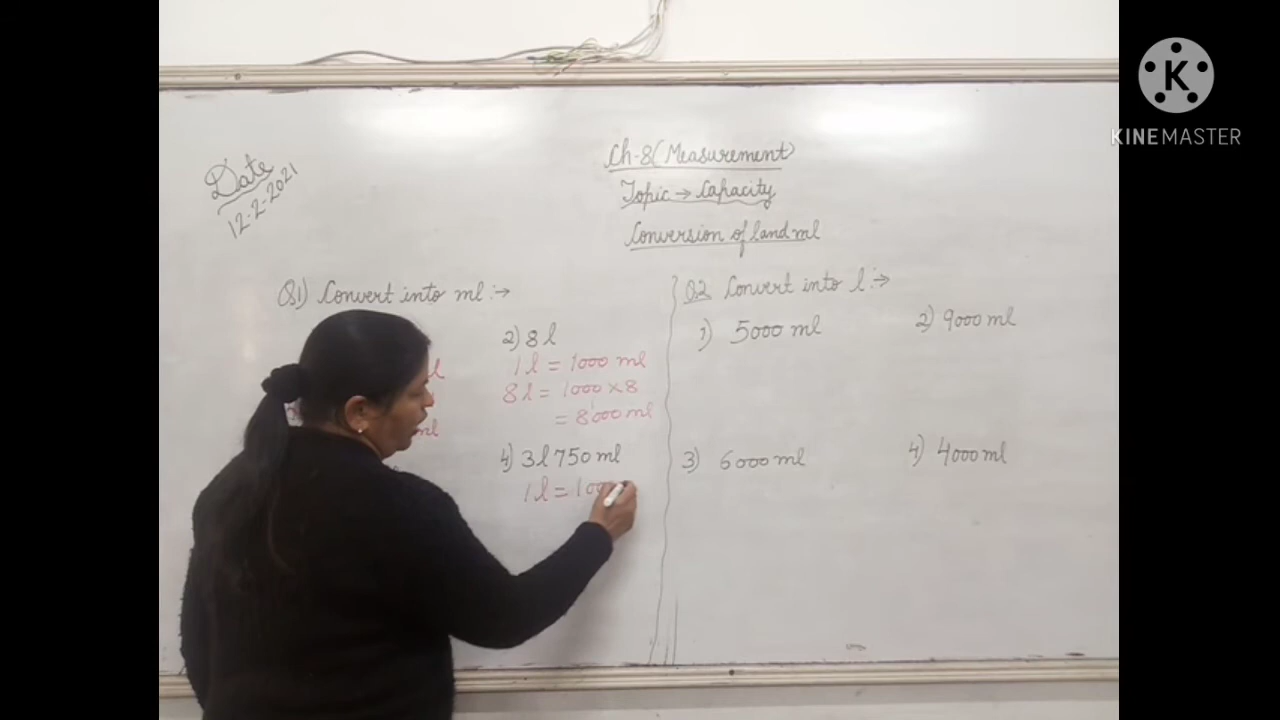 Date
12-2-2021
Ch-8 (Measurement)
Topic → Capacity
Conversion of l and ml
Q1) Convert into ml :→
2) 8 l
1 l = 1000 ml
8 l = 1000 × 8
= 8000 ml
4) 3 l 750 ml
1 l = 100
Q.2 Convert into l :→
1) 5000 ml
2) 9000 ml
3) 6000 ml
4) 4000 ml
K
KINEMASTER